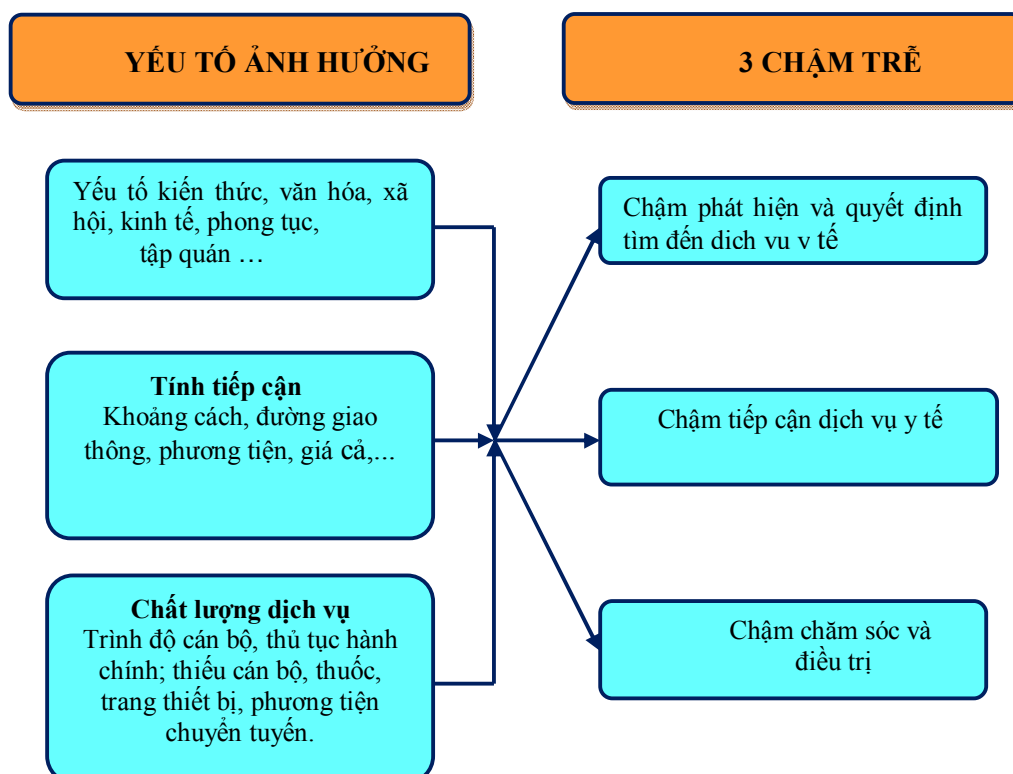 YẾU TỐ ẢNH HƯỞNG
3 CHẬM TRỄ
Yếu tố kiến thức, văn hóa, xã
hội, kinh tế, phong tục,
tập quán …
Chậm phát hiện và quyết định
tìm đến dich vu v tế
Tính tiếp cận
Khoảng cách, đường giao
thông, phương tiện, giá cả,...
Chậm tiếp cận dịch vụ y tế
Chất lượng dịch vụ
Trình độ cán bộ, thủ tục hành
chính; thiếu cán bộ, thuốc,
trang thiết bị, phương tiện
chuyển tuyến.
Chậm chăm sóc và
điều trị